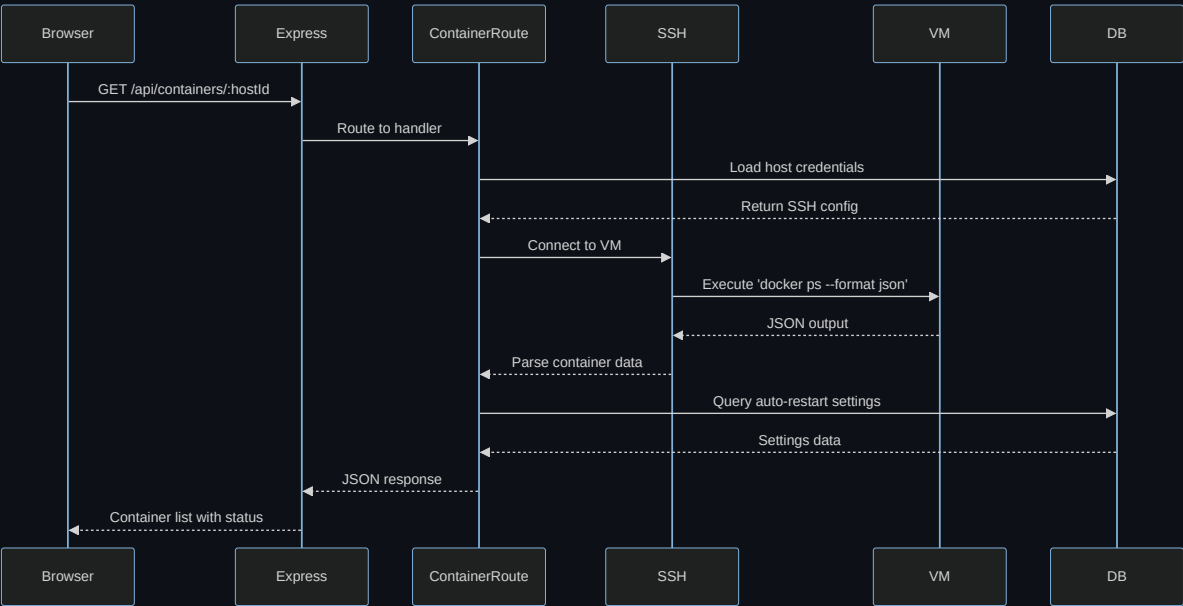 Browser
Express
ContainerRoute
SSH
VM
DB
GET /api/containers/:hostId
Route to handler
Load host credentials
Return SSH config
Connect to VM
Execute 'docker ps --format json'
JSON output
Parse container data
Query auto-restart settings
Settings data
JSON response
Container list with status
Browser
Express
ContainerRoute
SSH
VM
DB